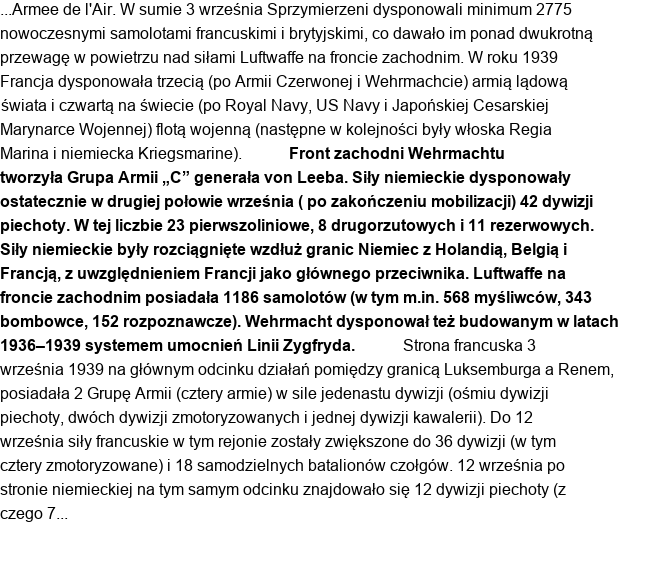 ...Armee de l'Air. W sumie 3 września Sprzymierzeni dysponowali minimum 2775
nowoczesnymi samolotami francuskimi i brytyjskimi, co dawało im ponad dwukrotną
przewagę w powietrzu nad siłami Luftwaffe na froncie zachodnim. W roku 1939
Francja dysponowała trzecią (po Armii Czerwonej i Wehrmachcie) armią lądową
świata i czwartą na świecie (po Royal Navy, US Navy i Japońskiej Cesarskiej
Marynarce Wojennej) flotą wojenną (następne w kolejności były włoska Regia
Marina i niemiecka Kriegsmarine). Front zachodni Wehrmachtu
tworzyła Grupa Armii „C” generała von Leeba. Siły niemieckie dysponowały
ostatecznie w drugiej połowie września ( po zakończeniu mobilizacji) 42 dywizji
piechoty. W tej liczbie 23 pierwszoliniowe, 8 drugorzutowych i 11 rezerwowych.
Siły niemieckie były rozciągnięte wzdłuż granic Niemiec z Holandią, Belgią i
Francją, z uwzględnieniem Francji jako głównego przeciwnika. Luftwaffe na
froncie zachodnim posiadała 1186 samolotów (w tym m.in. 568 myśliwców, 343
bombowce, 152 rozpoznawcze). Wehrmacht dysponował też budowanym w latach
1936–1939 systemem umocnień Linii Zygfryda. Strona francuska 3
września 1939 na głównym odcinku działań pomiędzy granicą Luksemburga a Renem,
posiadała 2 Grupę Armii (cztery armie) w sile jedenastu dywizji (ośmiu dywizji
piechoty, dwóch dywizji zmotoryzowanych i jednej dywizji kawalerii). Do 12
września siły francuskie w tym rejonie zostały zwiększone do 36 dywizji (w tym
cztery zmotoryzowane) i 18 samodzielnych batalionów czołgów. 12 września po
stronie niemieckiej na tym samym odcinku znajdowało się 12 dywizji piechoty (z
czego 7...